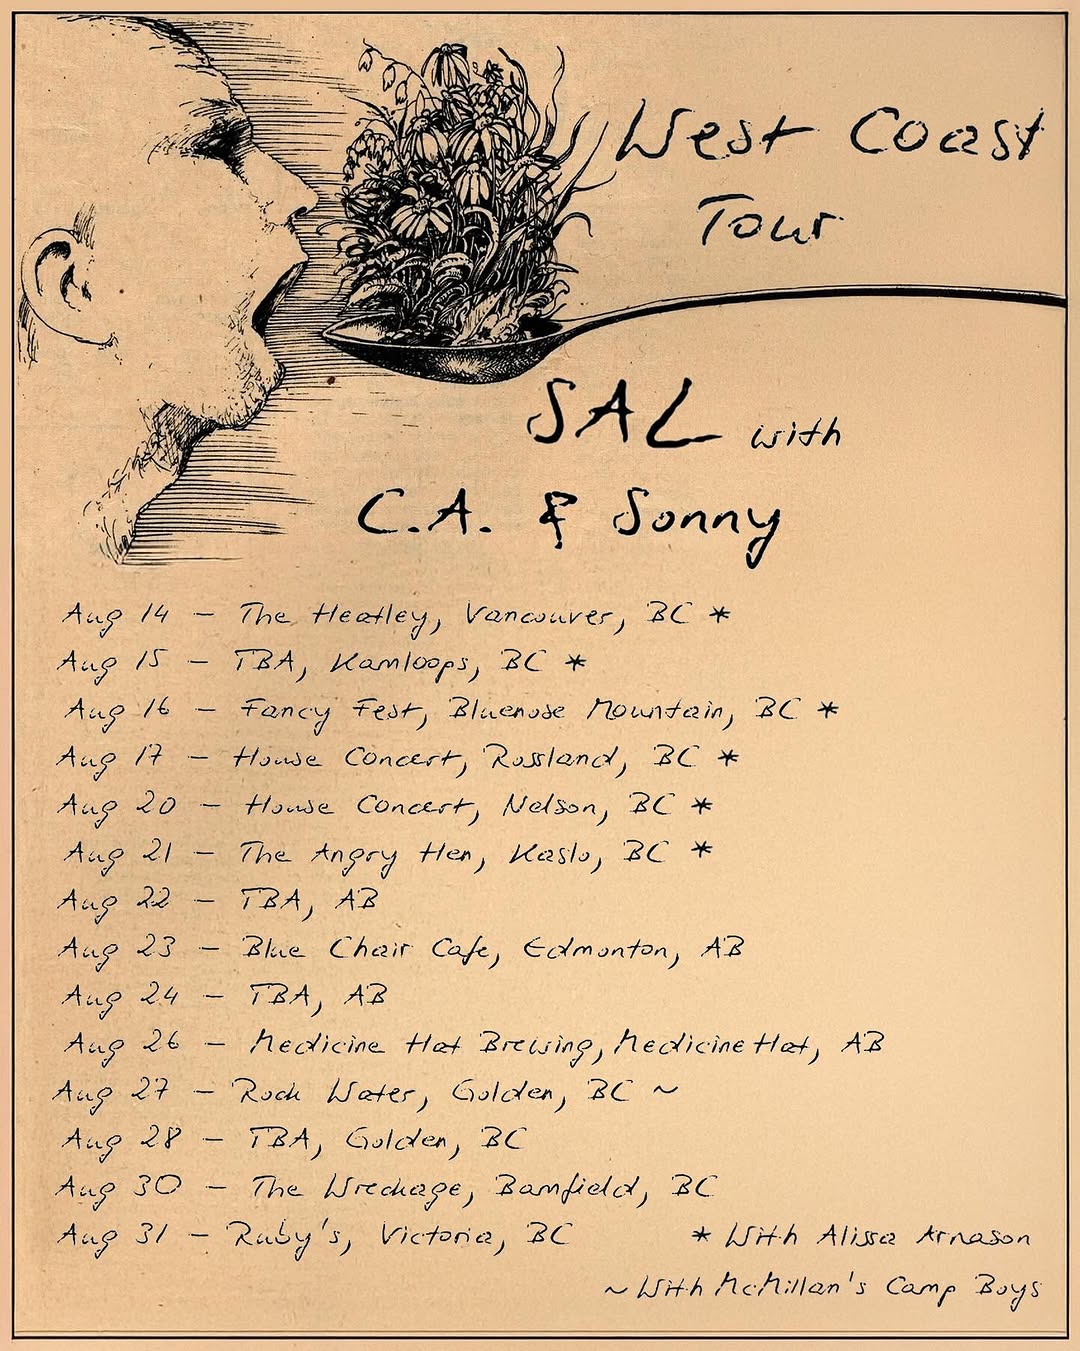 West Coast
Tour
SAL with
C.A. & Sonny
Aug 14 - The Heatley, Vancouver, BC *
Aug 15 - TBA, Kamloops, BC *
Aug 16 - Fancy Fest, Bluenose Mountain, BC *
Aug 17 - House Concert, Rossland, BC *
Aug 20 - House Concert, Nelson, BC *
Aug 21 - The Angry Hen, Kaslo, BC *
Aug 22 - TBA, AB
Aug 23 - Blue Chair Cafe, Edmonton, AB
Aug 24 - TBA, AB
Aug 26 - Medicine Hat Brewing, Medicine Hat, AB
Aug 27 - Rock Water, Golden, BC ~
Aug 28 - TBA, Golden, BC
Aug 30 - The Wreckage, Bamfield, BC
Aug 31 - Ruby's, Victoria, BC
* With Alissa Arnason
~ With McMillan's Camp Boys